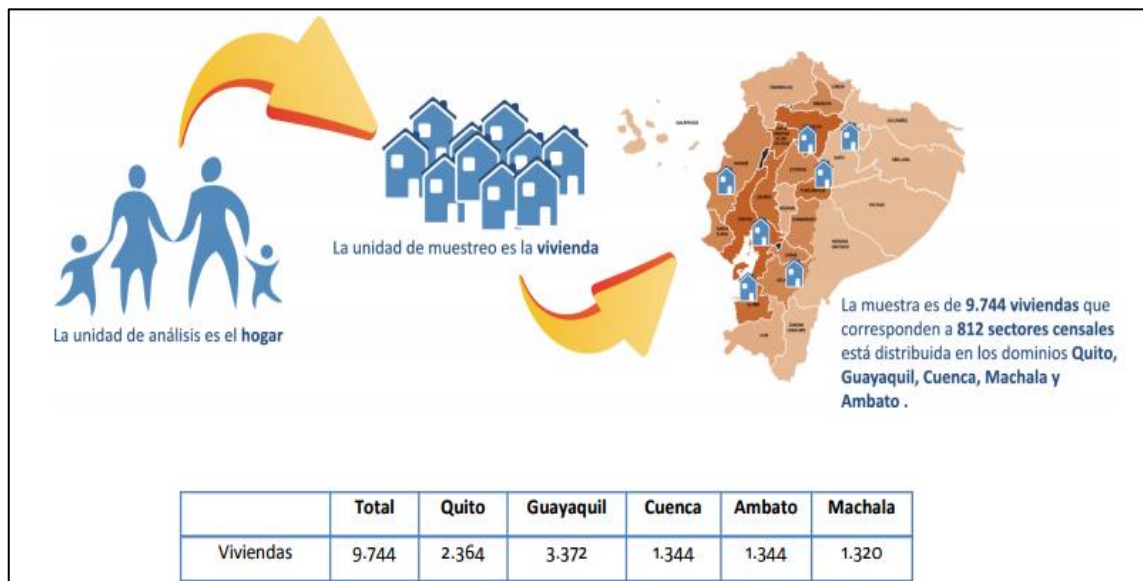 La unidad de análisis es el hogar
La unidad de muestreo es la vivienda
La muestra es de 9.744 viviendas que
corresponden a 812 sectores censales
está distribuida en los dominios Quito,
Guayaquil, Cuenca, Machala y
Ambato .
Total Quito Guayaquil Cuenca Ambato Machala
Viviendas 9.744 2.364 3.372 1.344 1.344 1.320